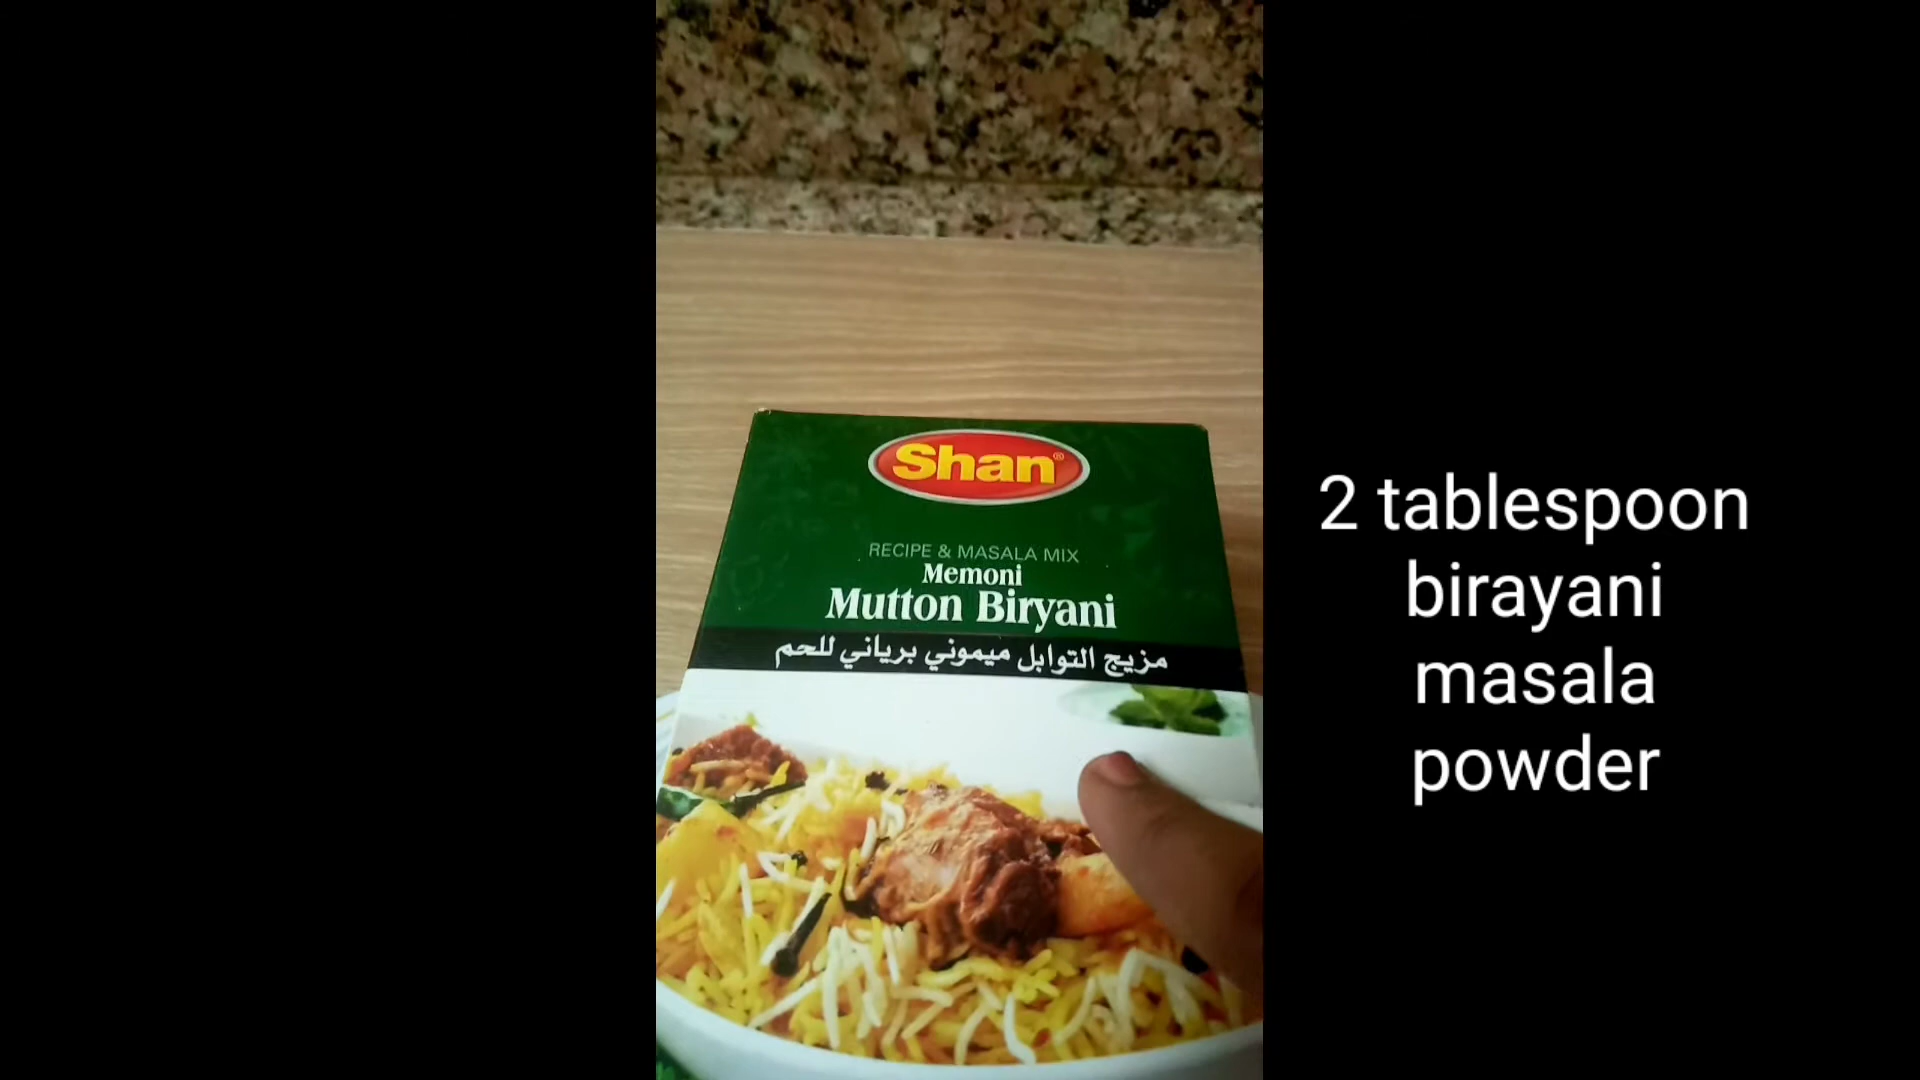 Shan®
RECIPE & MASALA MIX
Memoni
Mutton Biryani
مزيج التوابل ميموني برياني للحم
2 tablespoon
birayani
masala
powder